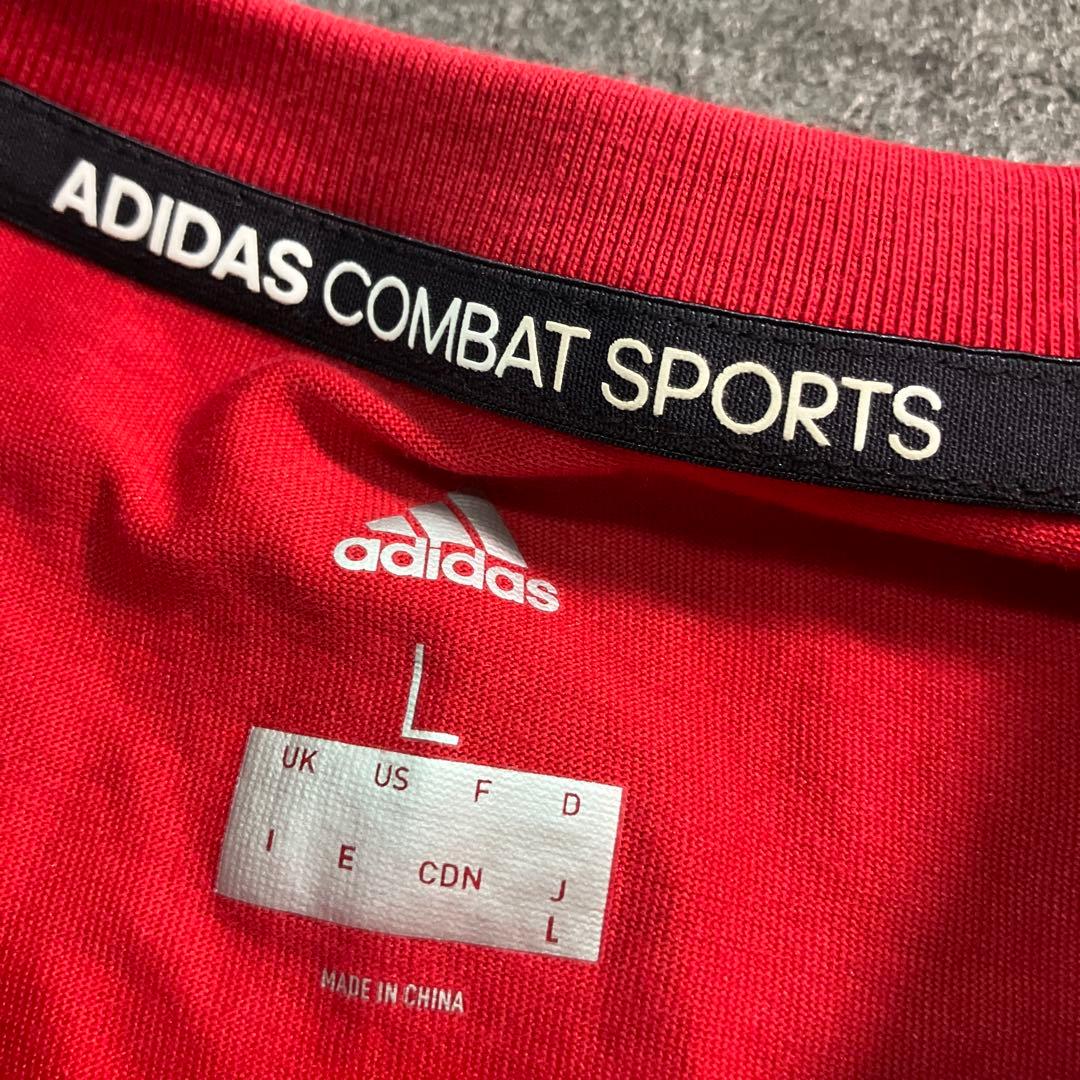 ADIDAS COMBAT SPORTS
adidas
L
UK US F D
I E CDN J
L
MADE IN CHINA